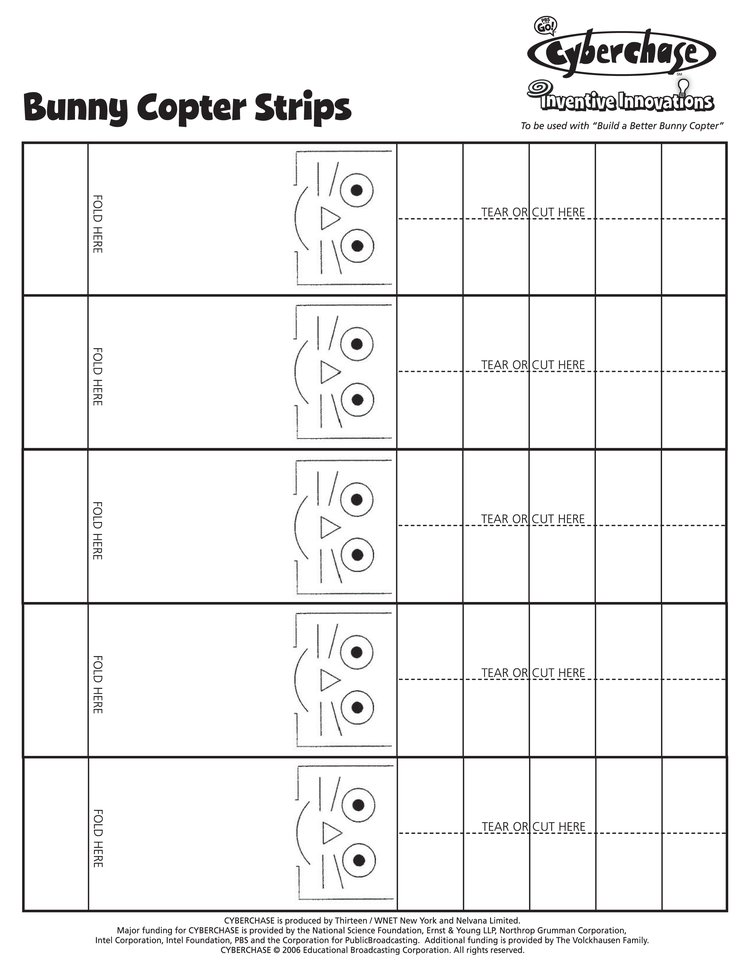 PBS KIDS
GO!
Cyberchase
SM
Inventive Innovations
Bunny Copter Strips
To be used with “Build a Better Bunny Copter”
FOLD HERE
TEAR OR CUT HERE
FOLD HERE
TEAR OR CUT HERE
FOLD HERE
TEAR OR CUT HERE
FOLD HERE
TEAR OR CUT HERE
FOLD HERE
TEAR OR CUT HERE
CYBERCHASE is produced by Thirteen / WNET New York and Nelvana Limited.
Major funding for CYBERCHASE is provided by the National Science Foundation, Ernst & Young LLP, Northrop Grumman Corporation,
Intel Corporation, Intel Foundation, PBS and the Corporation for PublicBroadcasting. Additional funding is provided by The Volckhausen Family.
CYBERCHASE © 2006 Educational Broadcasting Corporation. All rights reserved.